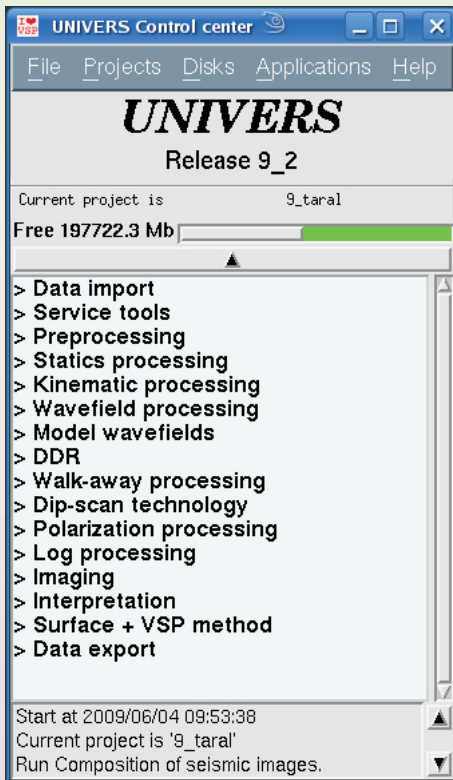 I ♥ VSP UNIVERS Control center
File Projects Disks Applications Help
UNIVERS
Release 9_2
Current project is 9_taral
Free 197722.3 Mb
> Data import
> Service tools
> Preprocessing
> Statics processing
> Kinematic processing
> Wavefield processing
> Model wavefields
> DDR
> Walk-away processing
> Dip-scan technology
> Polarization processing
> Log processing
> Imaging
> Interpretation
> Surface + VSP method
> Data export
Start at 2009/06/04 09:53:38
Current project is '9_taral'
Run Composition of seismic images.